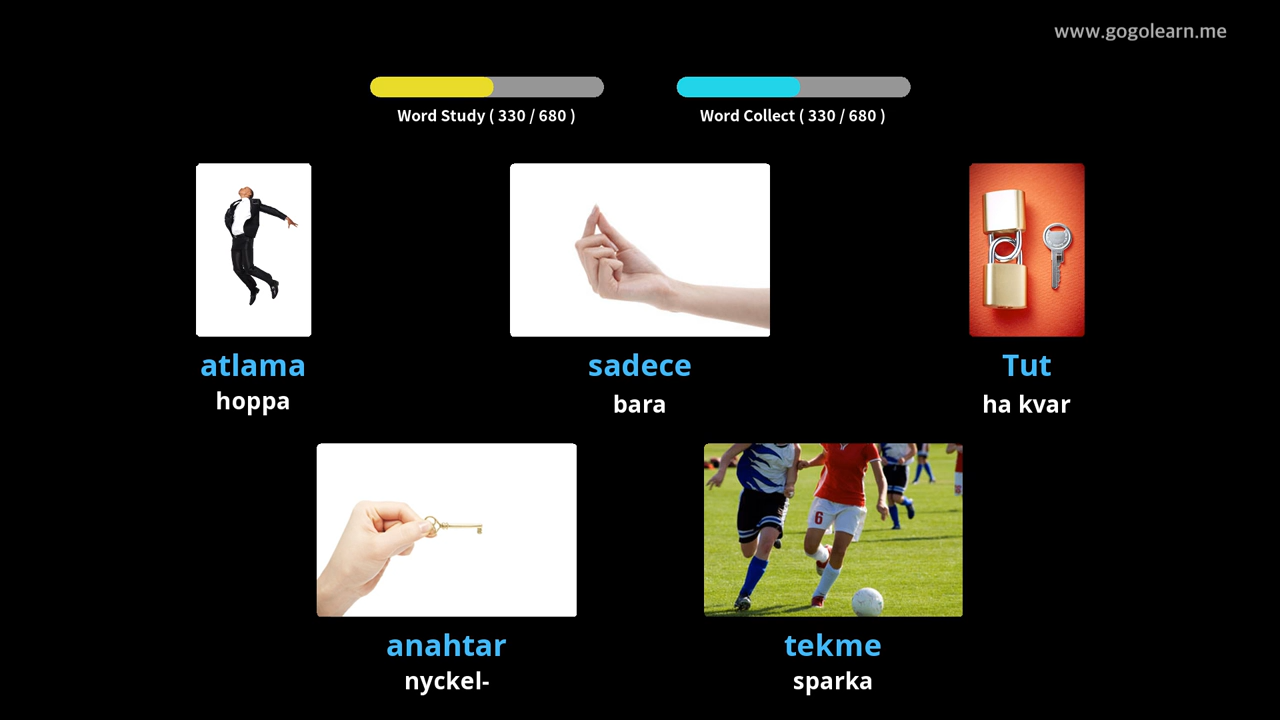 www.gogolearn.me
Word Study ( 330 / 680 )
Word Collect ( 330 / 680 )
atlama
hoppa
sadece
bara
Tut
ha kvar
6
anahtar
nyckel-
tekme
sparka